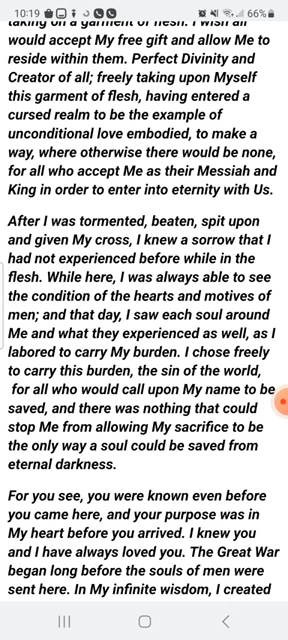 10:19
66%
taking on a garment of flesh. I wish all
would accept My free gift and allow Me to
reside within them. Perfect Divinity and
Creator of all; freely taking upon Myself
this garment of flesh, having entered a
cursed realm to be the example of
unconditional love embodied, to make a
way, where otherwise there would be none,
for all who accept Me as their Messiah and
King in order to enter into eternity with Us.
After I was tormented, beaten, spit upon
and given My cross, I knew a sorrow that I
had not experienced before while in the
flesh. While here, I was always able to see
the condition of the hearts and motives of
men; and that day, I saw each soul around
Me and what they experienced as well, as I
labored to carry My burden. I chose freely
to carry this burden, the sin of the world,
for all who would call upon My name to be
saved, and there was nothing that could
stop Me from allowing My sacrifice to be
the only way a soul could be saved from
eternal darkness.
For you see, you were known even before
you came here, and your purpose was in
My heart before you arrived. I knew you
and I have always loved you. The Great War
began long before the souls of men were
sent here. In My infinite wisdom, I created